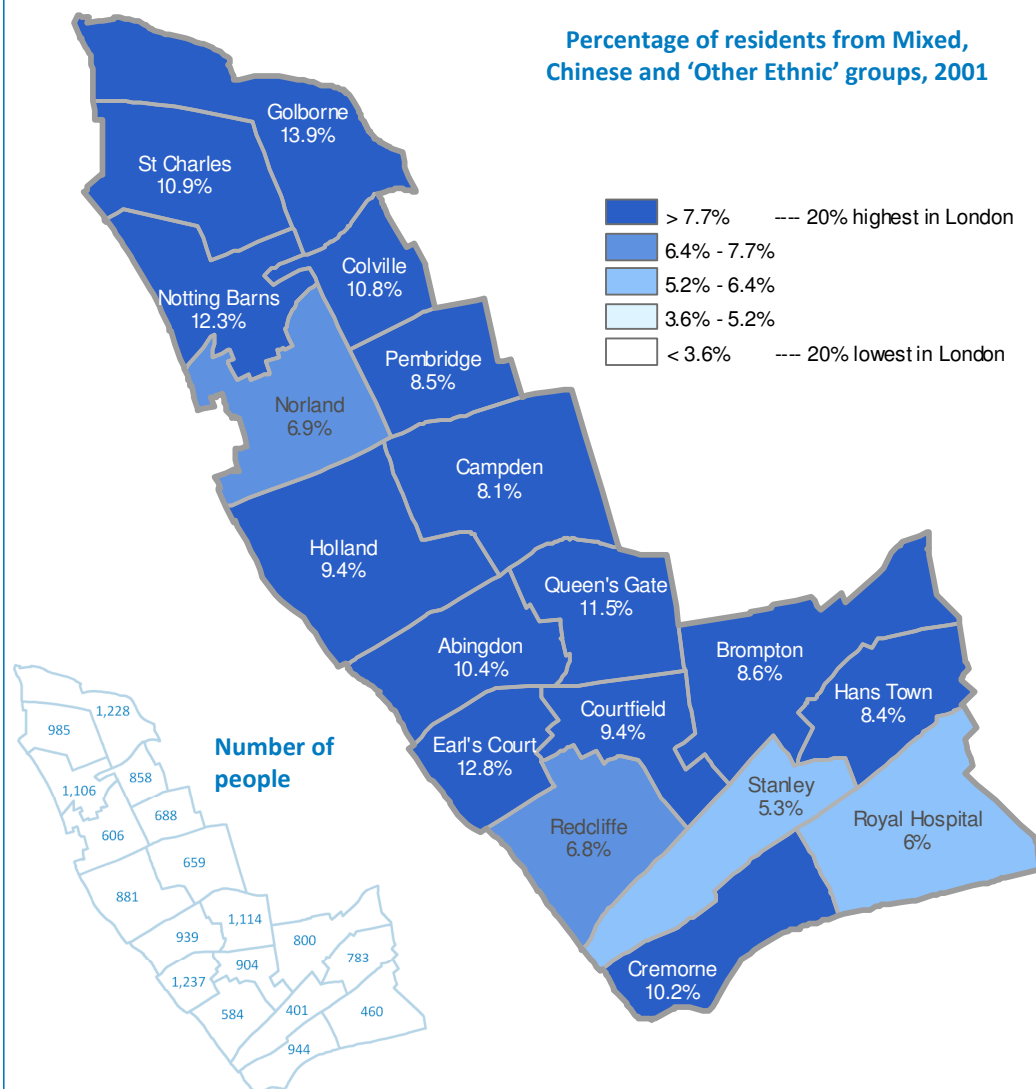 Percentage of residents from Mixed,
Chinese and ‘Other Ethnic’ groups, 2001
> 7.7% ---- 20% highest in London
6.4% - 7.7%
5.2% - 6.4%
3.6% - 5.2%
< 3.6% ---- 20% lowest in London
Golborne
13.9%
St Charles
10.9%
Colville
10.8%
Notting Barns
12.3%
Pembridge
8.5%
Norland
6.9%
Campden
8.1%
Holland
9.4%
Queen's Gate
11.5%
Abingdon
10.4%
Brompton
8.6%
Hans Town
8.4%
Courtfield
9.4%
Earl's Court
12.8%
Stanley
5.3%
Royal Hospital
6%
Redcliffe
6.8%
Cremorne
10.2%
Number of
people
1,228
985
858
1,106
688
606
659
881
1,114
939
800
783
904
1,237
584
401
460
944